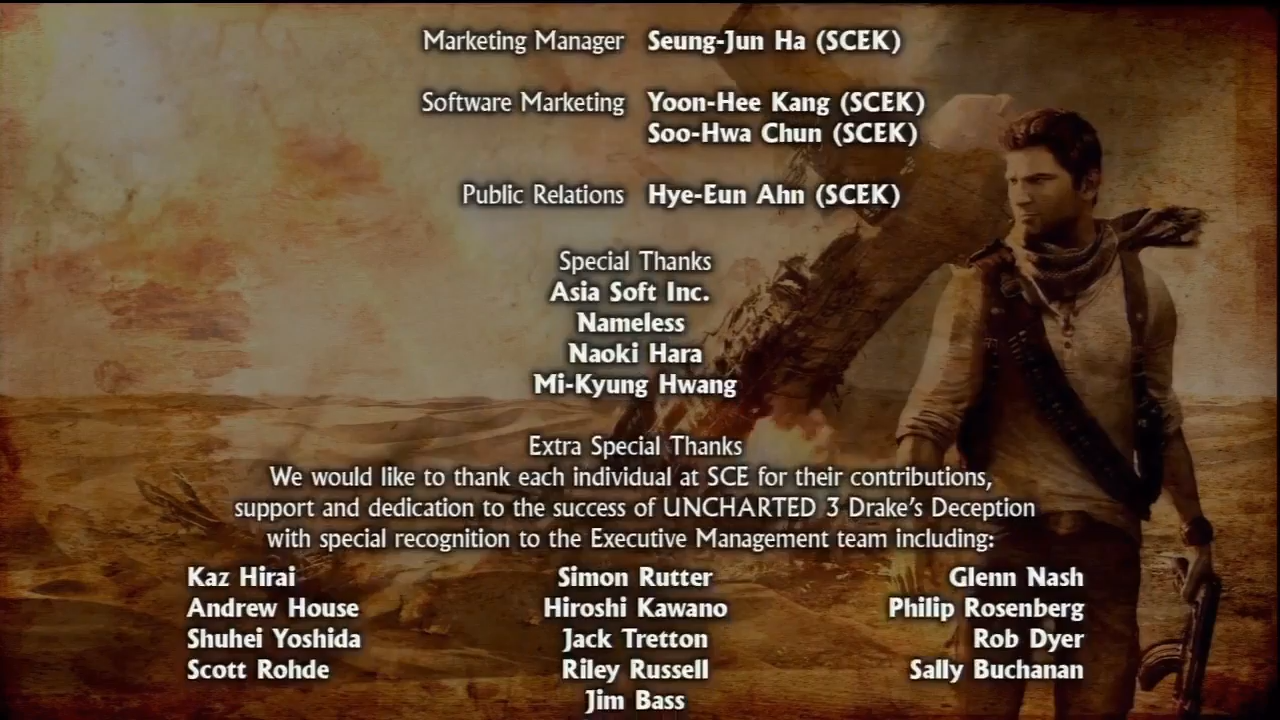 Marketing Manager Seung-Jun Ha (SCEK)
Software Marketing Yoon-Hee Kang (SCEK)
Soo-Hwa Chun (SCEK)
Public Relations Hye-Eun Ahn (SCEK)
Special Thanks
Asia Soft Inc.
Nameless
Naoki Hara
Mi-Kyung Hwang
Extra Special Thanks
We would like to thank each individual at SCE for their contributions,
support and dedication to the success of UNCHARTED 3 Drake's Deception
with special recognition to the Executive Management team including:
Kaz Hirai Simon Rutter Glenn Nash
Andrew House Hiroshi Kawano Philip Rosenberg
Shuhei Yoshida Jack Tretton Rob Dyer
Scott Rohde Riley Russell Sally Buchanan
Jim Bass